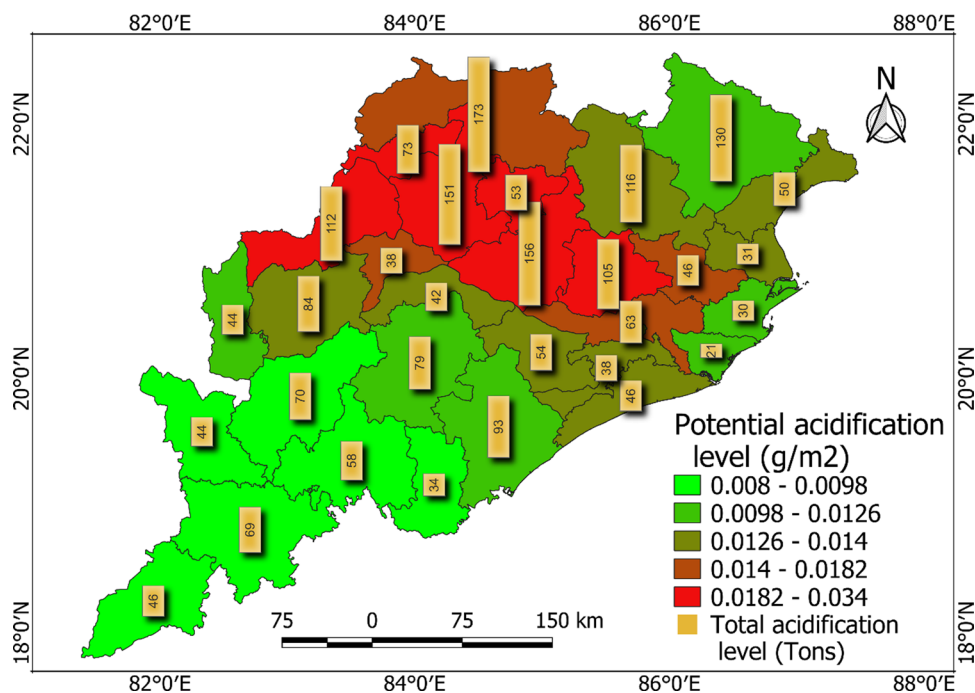 82°0′E 84°0′E 86°0′E 88°0′E
22°0′N
20°0′N
18°0′N
N
173
73
130
151
53
116
50
112
156
31
38
105
46
84
42
63
30
44
54
38
21
79
70
46
93
44
58
34
69
46
Potential acidification
level (g/m2)
0.008 - 0.0098
0.0098 - 0.0126
0.0126 - 0.014
0.014 - 0.0182
0.0182 - 0.034
Total acidification
level (Tons)
75 0 75 150 km
22°0′N
20°0′N
18°0′N
82°0′E 84°0′E 86°0′E 88°0′E